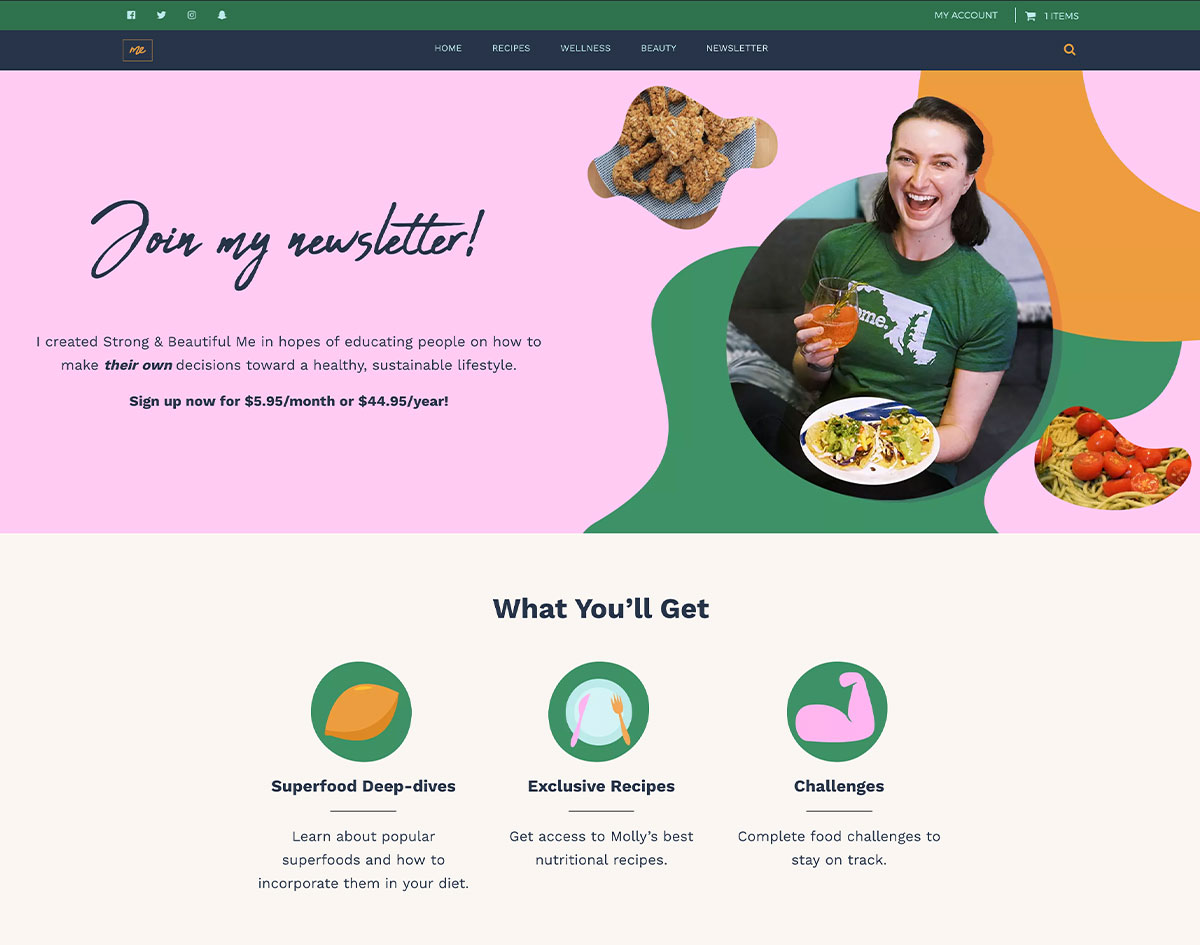 MY ACCOUNT
1 ITEMS
me
HOME
RECIPES
WELLNESS
BEAUTY
NEWSLETTER
Join my newsletter!
I created Strong & Beautiful Me in hopes of educating people on how to
make their own decisions toward a healthy, sustainable lifestyle.
Sign up now for $5.95/month or $44.95/year!
ome.
What You’ll Get
Superfood Deep-dives
Learn about popular
superfoods and how to
incorporate them in your diet.
Exclusive Recipes
Get access to Molly’s best
nutritional recipes.
Challenges
Complete food challenges to
stay on track.